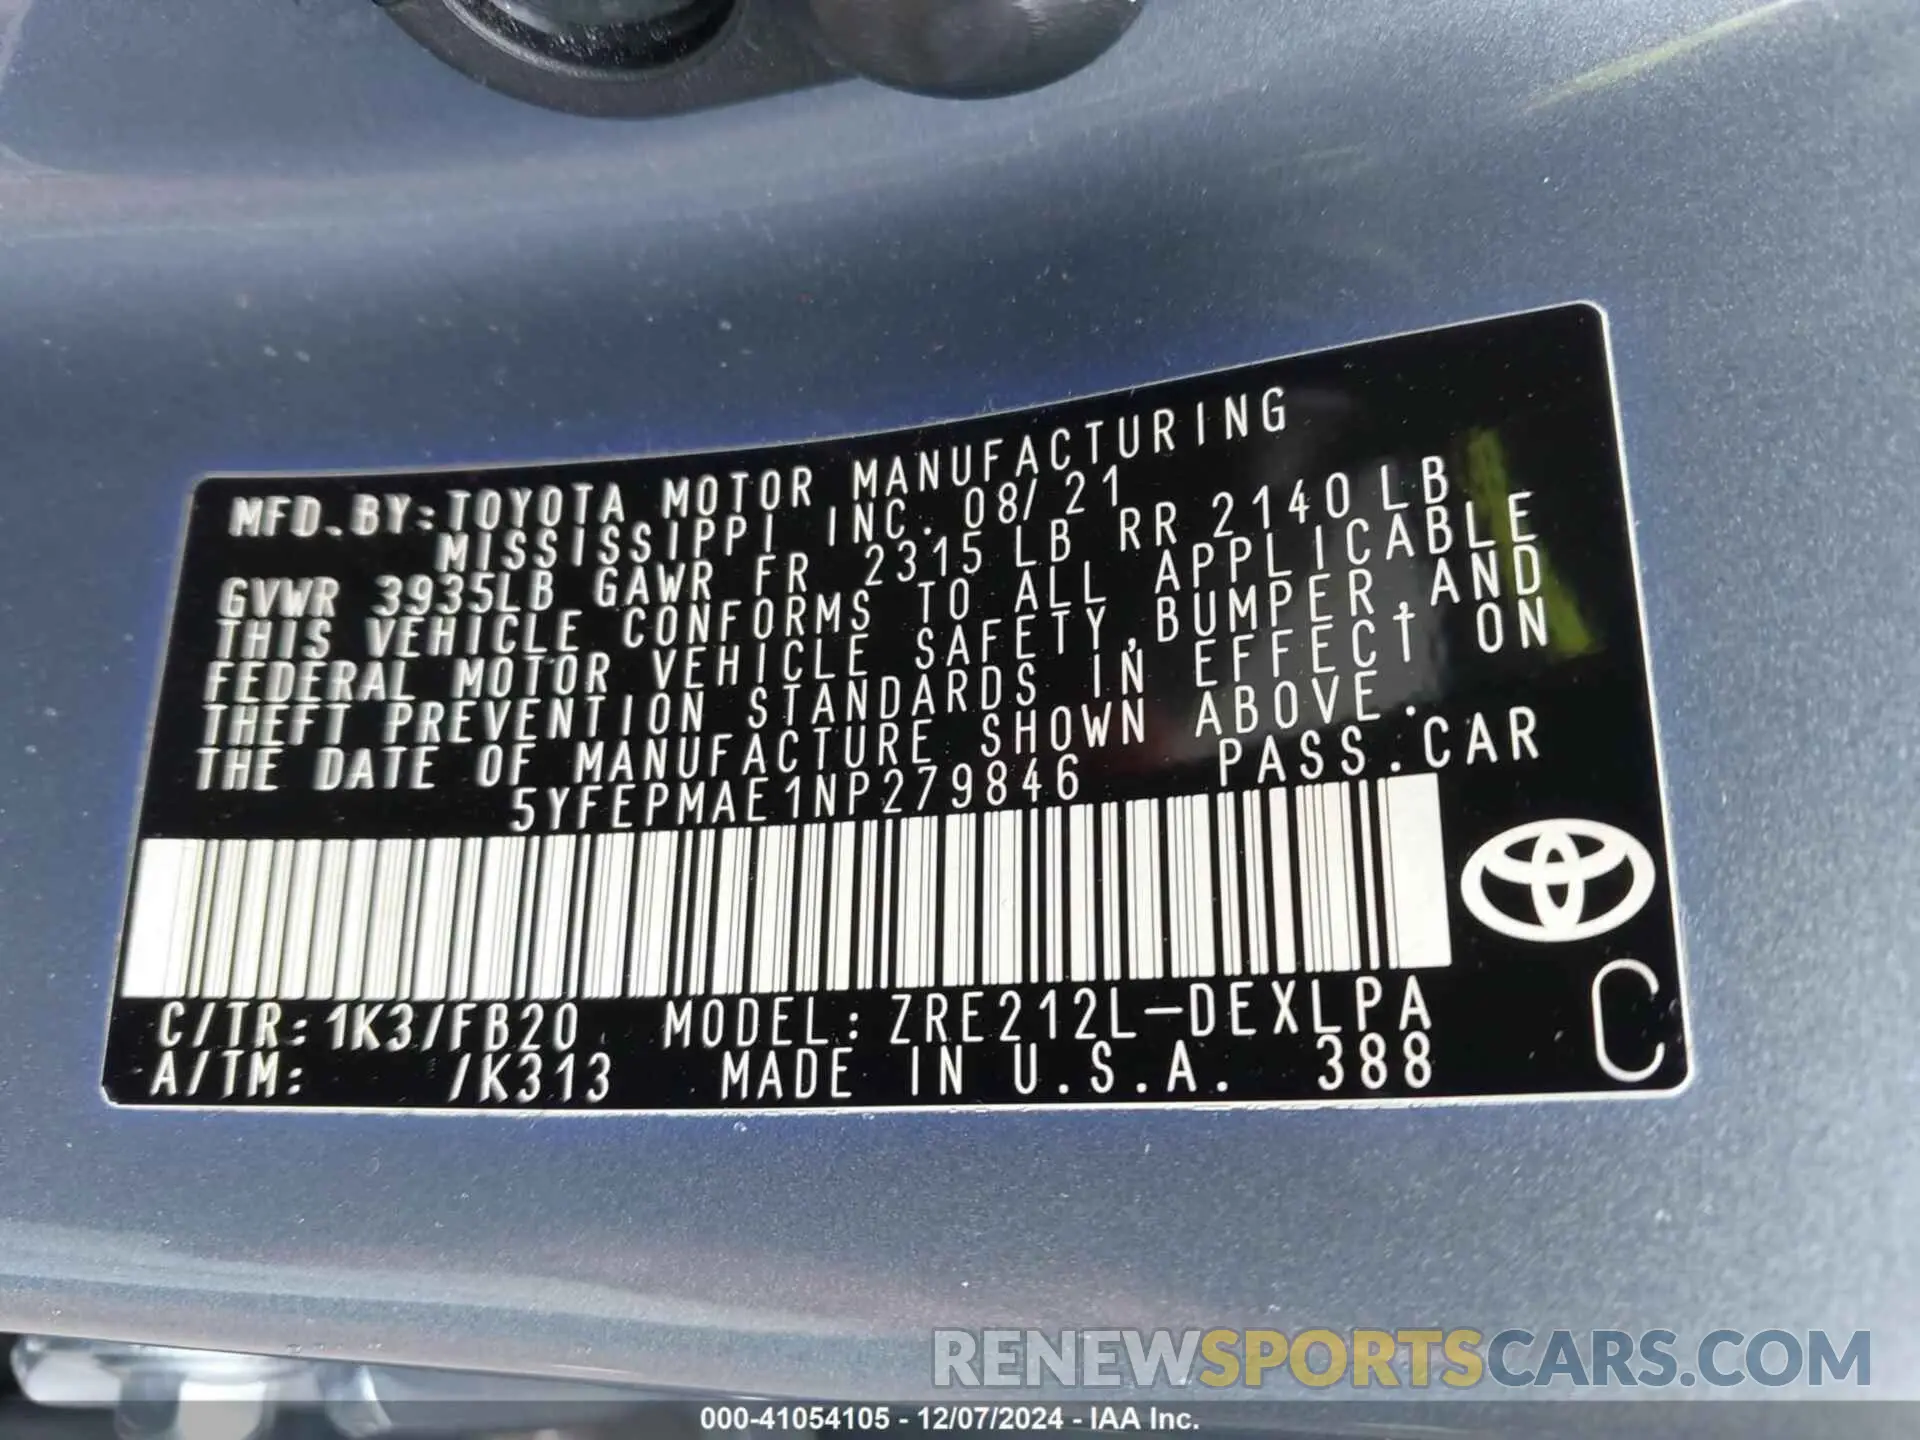 MFD.BY:TOYOTA MOTOR MANUFACTURING
MISSISSIPPI INC. 08/21
GVWR 3935LB GAWR FR 2315 LB RR 2140 LB
THIS VEHICLE CONFORMS TO ALL APPLICABLE
FEDERAL MOTOR VEHICLE SAFETY,BUMPER,AND
THEFT PREVENTION STANDARDS IN EFFECT ON
THE DATE OF MANUFACTURE SHOWN ABOVE.
5YFEPMAE1NP279846 PASS.CAR
C/TR:1K3/FB20 MODEL:ZRE212L-DEXLPA
A/TM: /K313 MADE IN U.S.A. 388
C
RENEWSPORTSCARS.COM
000-41054105 - 12/07/2024 - IAA Inc.